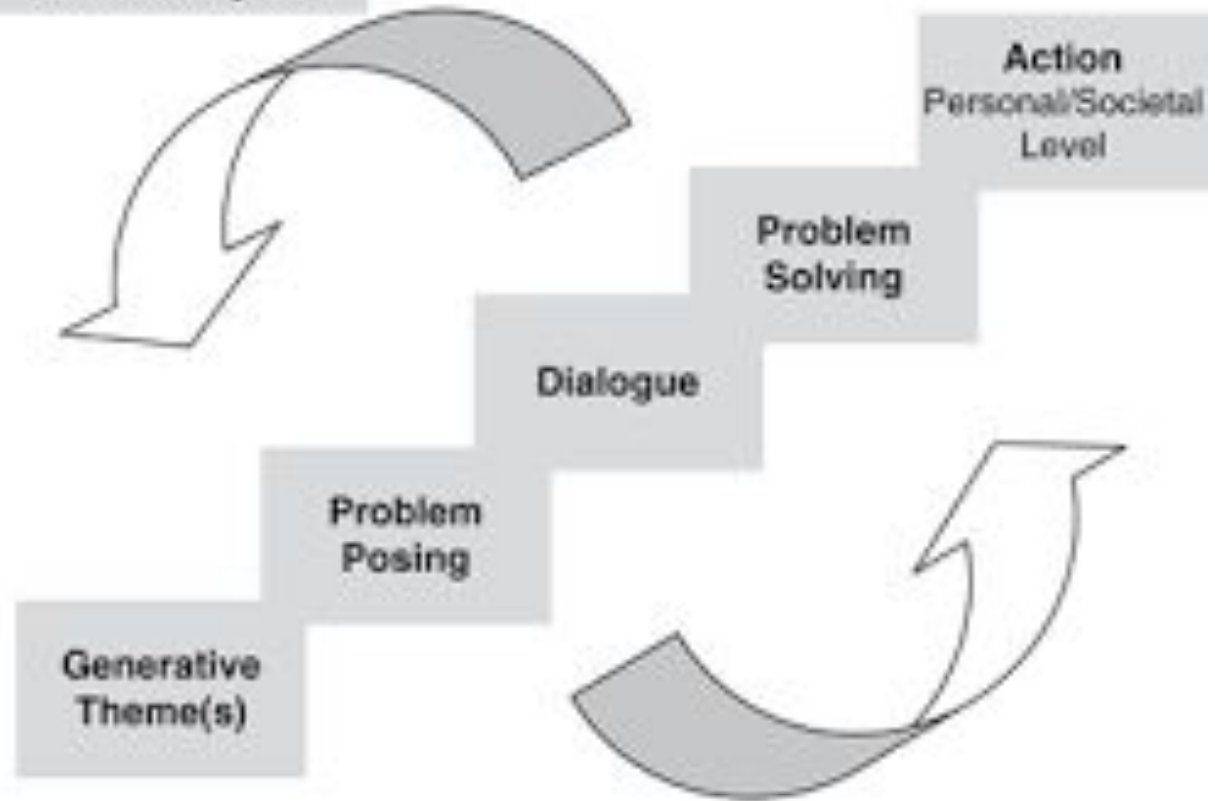 Action
Personal/Societal
Level
Problem
Solving
Dialogue
Problem
Posing
Generative
Theme(s)